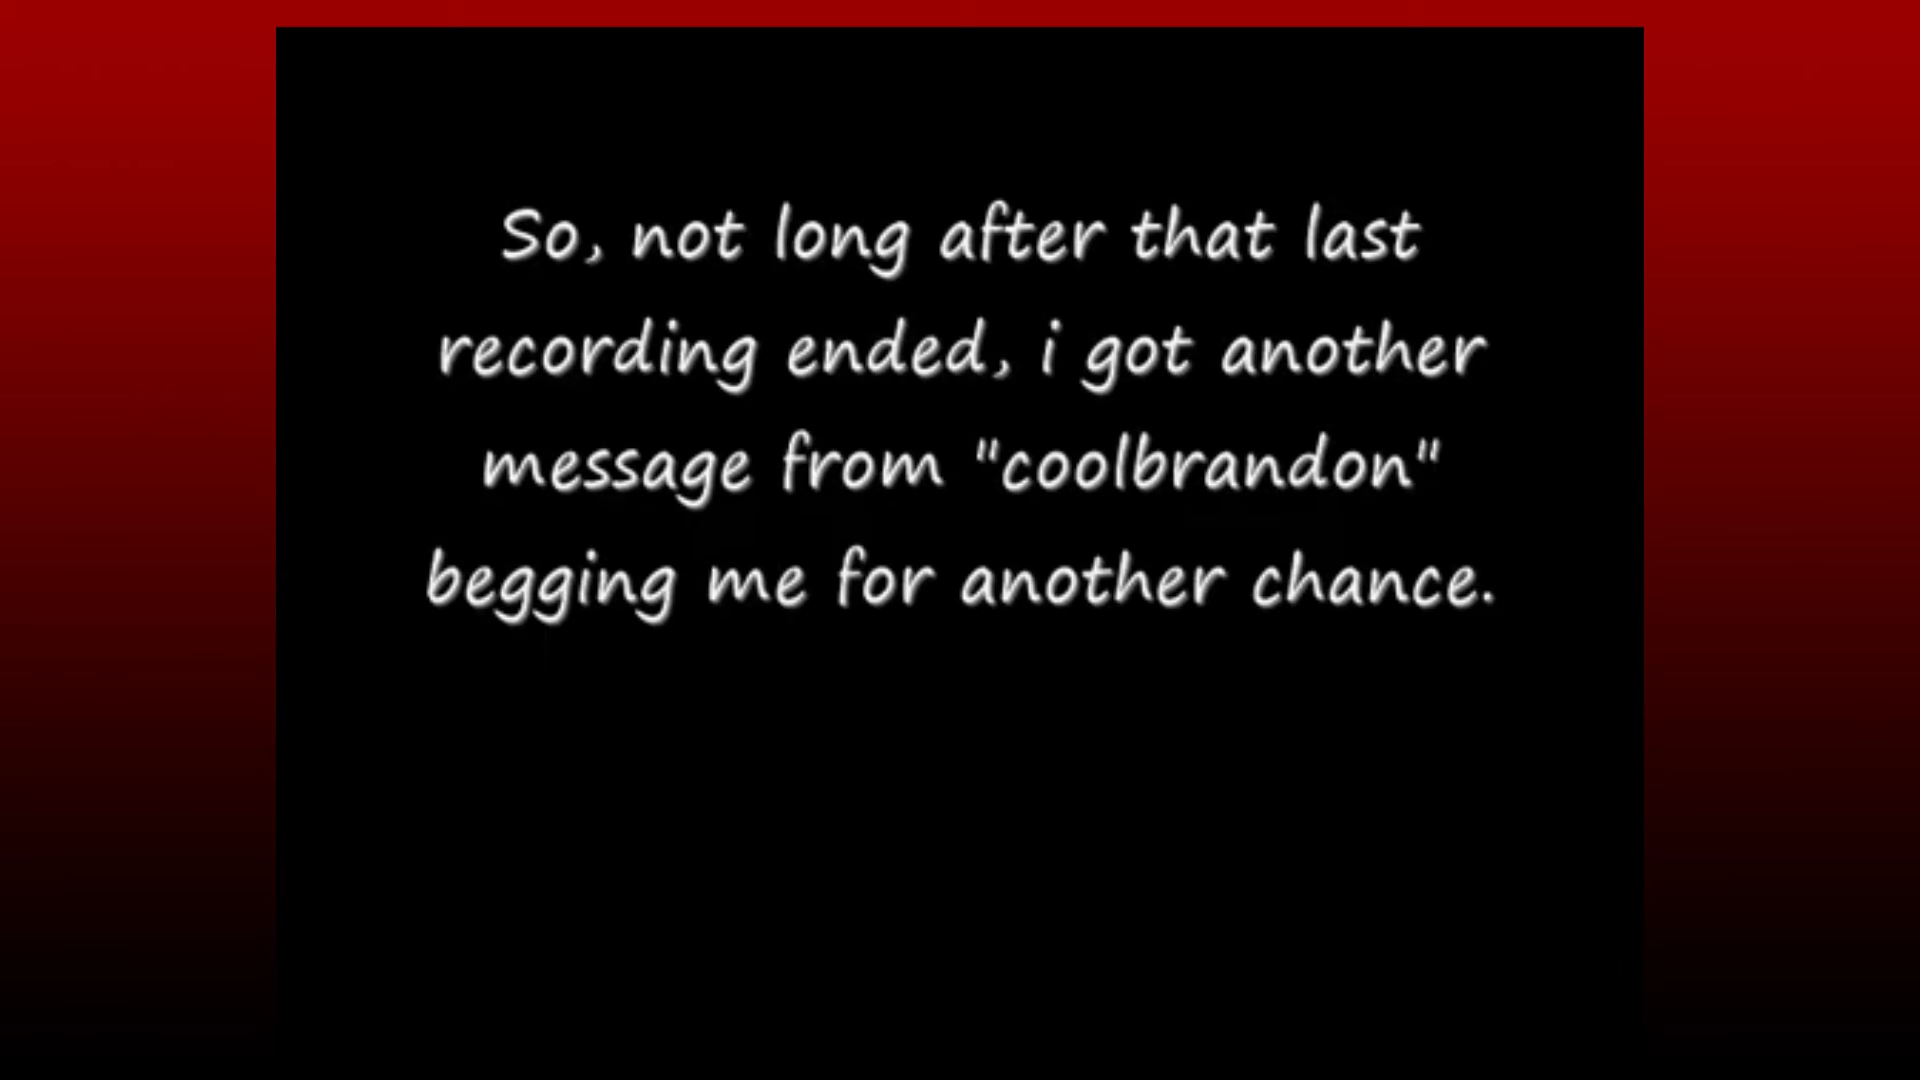 So, not long after that last
recording ended, i got another
message from "coolbrandon"
begging me for another chance.